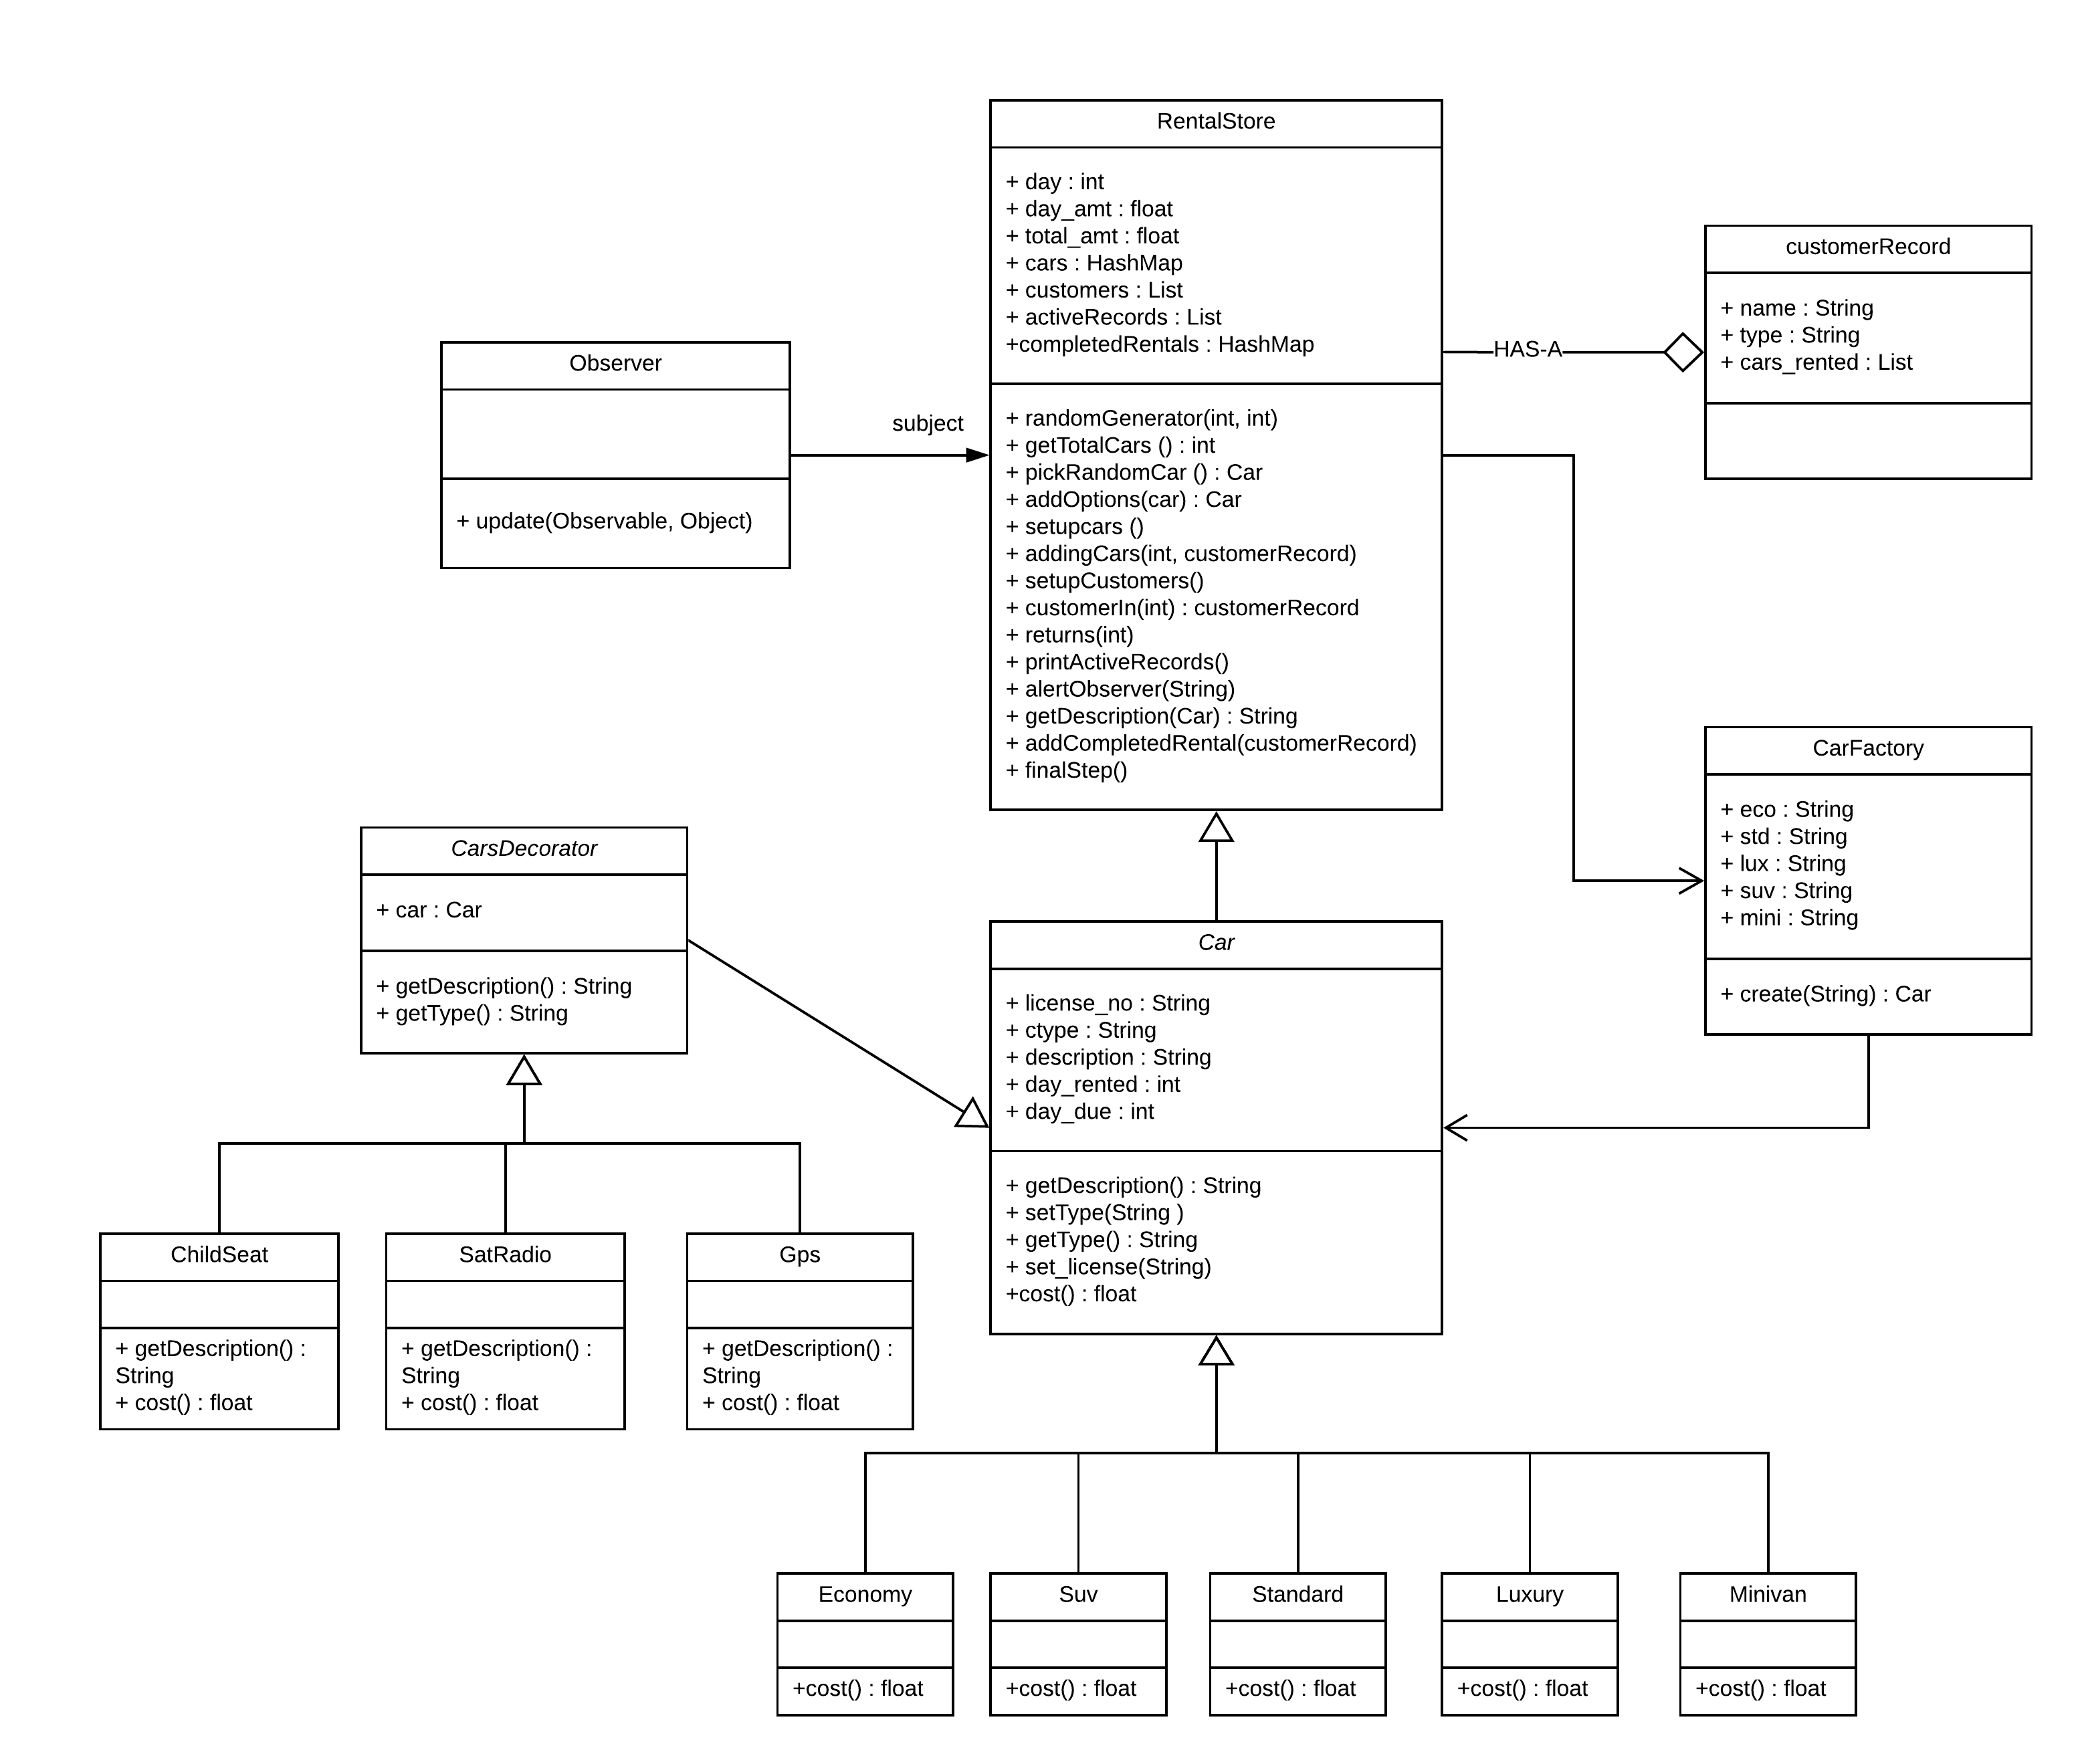 RentalStore
+ day : int
+ day_amt : float
+ total_amt : float
+ cars : HashMap
+ customers : List
+ activeRecords : List
+completedRentals : HashMap
+ randomGenerator(int, int)
+ getTotalCars () : int
+ pickRandomCar () : Car
+ addOptions(car) : Car
+ setupcars ()
+ addingCars(int, customerRecord)
+ setupCustomers()
+ customerIn(int) : customerRecord
+ returns(int)
+ printActiveRecords()
+ alertObserver(String)
+ getDescription(Car) : String
+ addCompletedRental(customerRecord)
+ finalStep()
HAS-A
customerRecord
+ name : String
+ type : String
+ cars_rented : List
Observer
+ update(Observable, Object)
subject
CarFactory
+ eco : String
+ std : String
+ lux : String
+ suv : String
+ mini : String
+ create(String) : Car
CarsDecorator
+ car : Car
+ getDescription() : String
+ getType() : String
Car
+ license_no : String
+ ctype : String
+ description : String
+ day_rented : int
+ day_due : int
+ getDescription() : String
+ setType(String )
+ getType() : String
+ set_license(String)
+cost() : float
ChildSeat
+ getDescription() :
String
+ cost() : float
SatRadio
+ getDescription() :
String
+ cost() : float
Gps
+ getDescription() :
String
+ cost() : float
Economy
+cost() : float
Suv
+cost() : float
Standard
+cost() : float
Luxury
+cost() : float
Minivan
+cost() : float